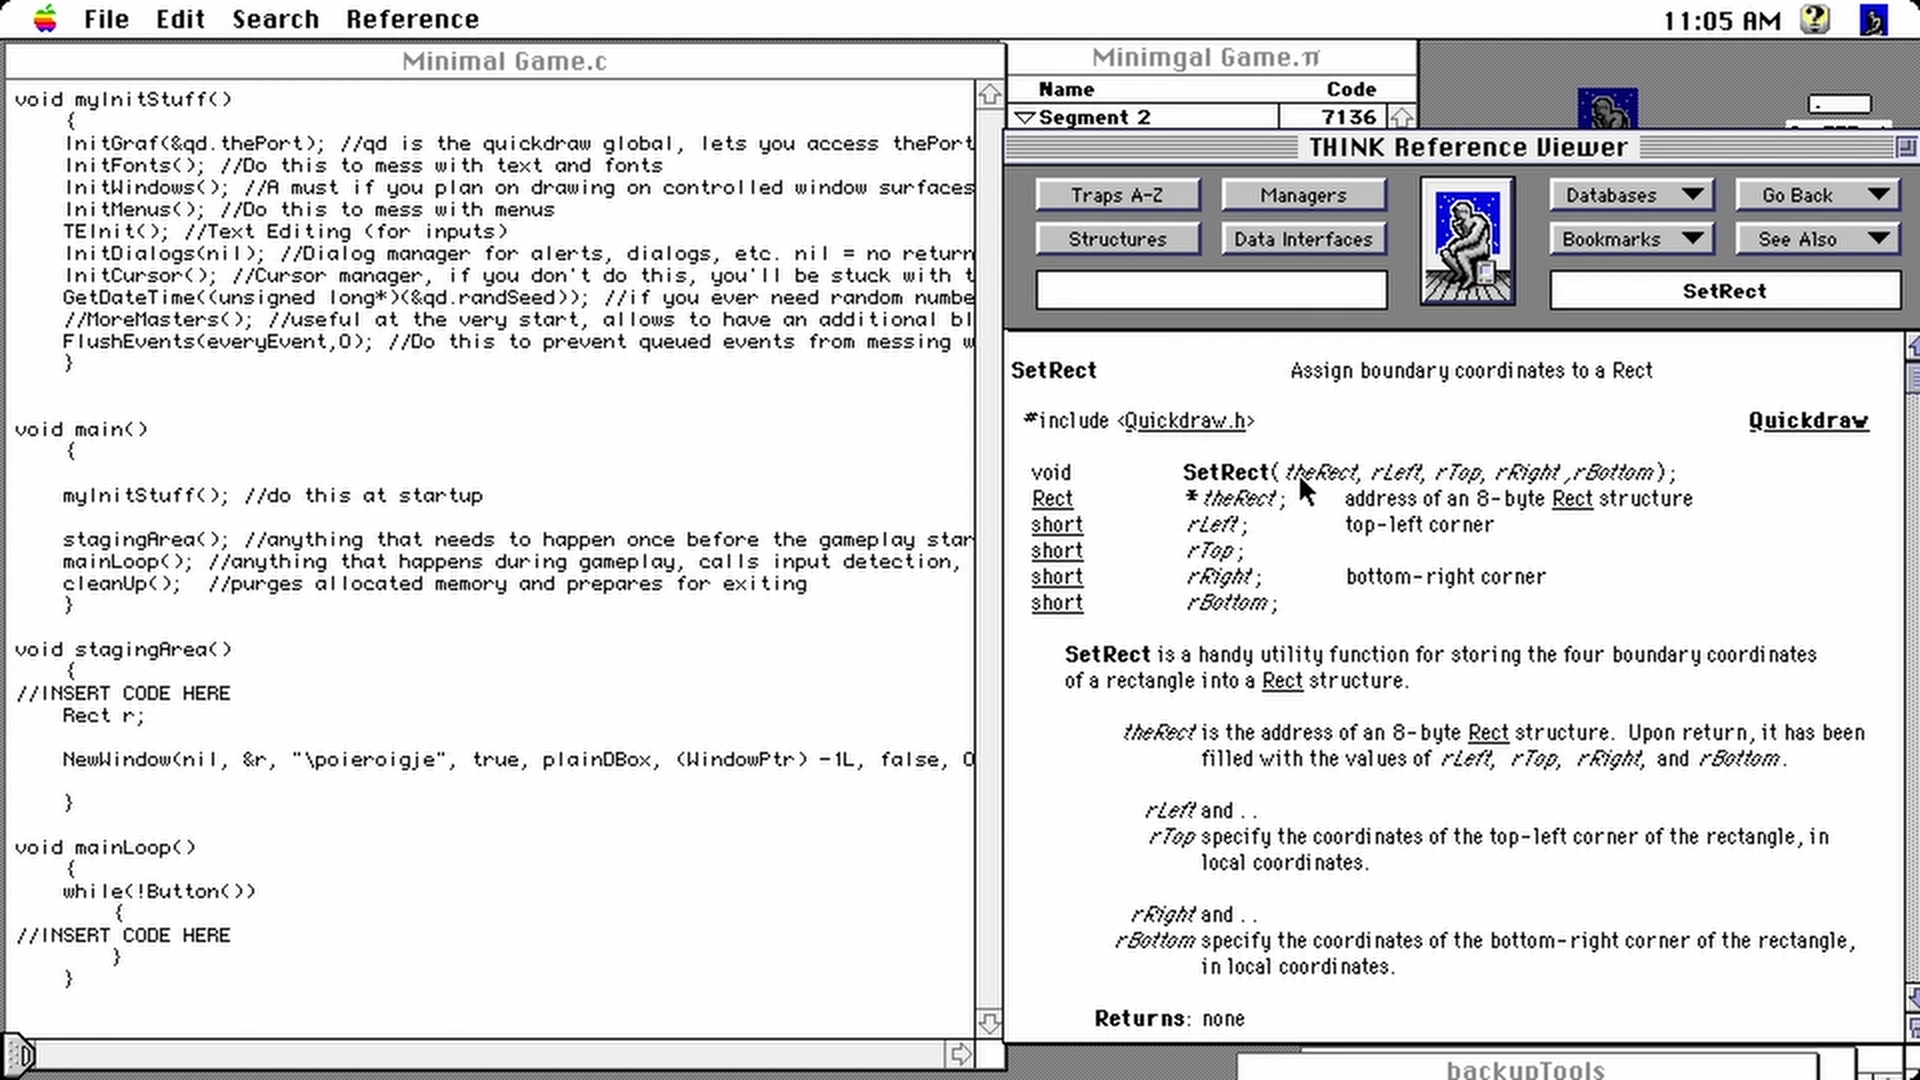 File Edit Search Reference 11:05 AM
Minimal Game.c
void myInitStuff()
{
InitGraf(&qd.thePort); //qd is the quickdraw global, lets you access thePort
InitFonts(); //Do this to mess with text and fonts
InitWindows(); //A must if you plan on drawing on controlled window surfaces
InitMenus(); //Do this to mess with menus
TEInit(); //Text Editing (for inputs)
InitDialogs(nil); //Dialog manager for alerts, dialogs, etc. nil = no return
InitCursor(); //Cursor manager, if you don't do this, you'll be stuck with t
GetDateTime((unsigned long*)(&qd.randSeed)); //if you ever need random numbe
//MoreMasters(); //useful at the very start, allows to have an additional bl
FlushEvents(everyEvent,0); //Do this to prevent queued events from messing w
}
void main()
{
myInitStuff(); //do this at startup
stagingArea(); //anything that needs to happen once before the gameplay star
mainLoop(); //anything that happens during gameplay, calls input detection,
cleanUp(); //purges allocated memory and prepares for exiting
}
void stagingArea()
{
//INSERT CODE HERE
Rect r;
NewWindow(nil, &r, "\poieroigje", true, plainDBox, (WindowPtr) -1L, false, 0
}
void mainLoop()
{
while(!Button())
{
//INSERT CODE HERE
}
}
Minimgal Game.π
Name Code
Segment 2 7136
THINK Reference Viewer
Traps A-Z Managers Databases Go Back
Structures Data Interfaces Bookmarks See Also
SetRect
SetRect Assign boundary coordinates to a Rect
#include <Quickdraw.h> Quickdraw
void SetRect( theRect, rLeft, rTop, rRight ,rBottom );
Rect * theRect ; address of an 8-byte Rect structure
short rLeft ; top-left corner
short rTop ;
short rRight ; bottom-right corner
short rBottom ;
SetRect is a handy utility function for storing the four boundary coordinates
of a rectangle into a Rect structure.
theRect is the address of an 8-byte Rect structure. Upon return, it has been
filled with the values of rLeft, rTop, rRight, and rBottom.
rLeft and . .
rTop specify the coordinates of the top-left corner of the rectangle, in
local coordinates.
rRight and . .
rBottom specify the coordinates of the bottom-right corner of the rectangle,
in local coordinates.
Returns: none
backupTools